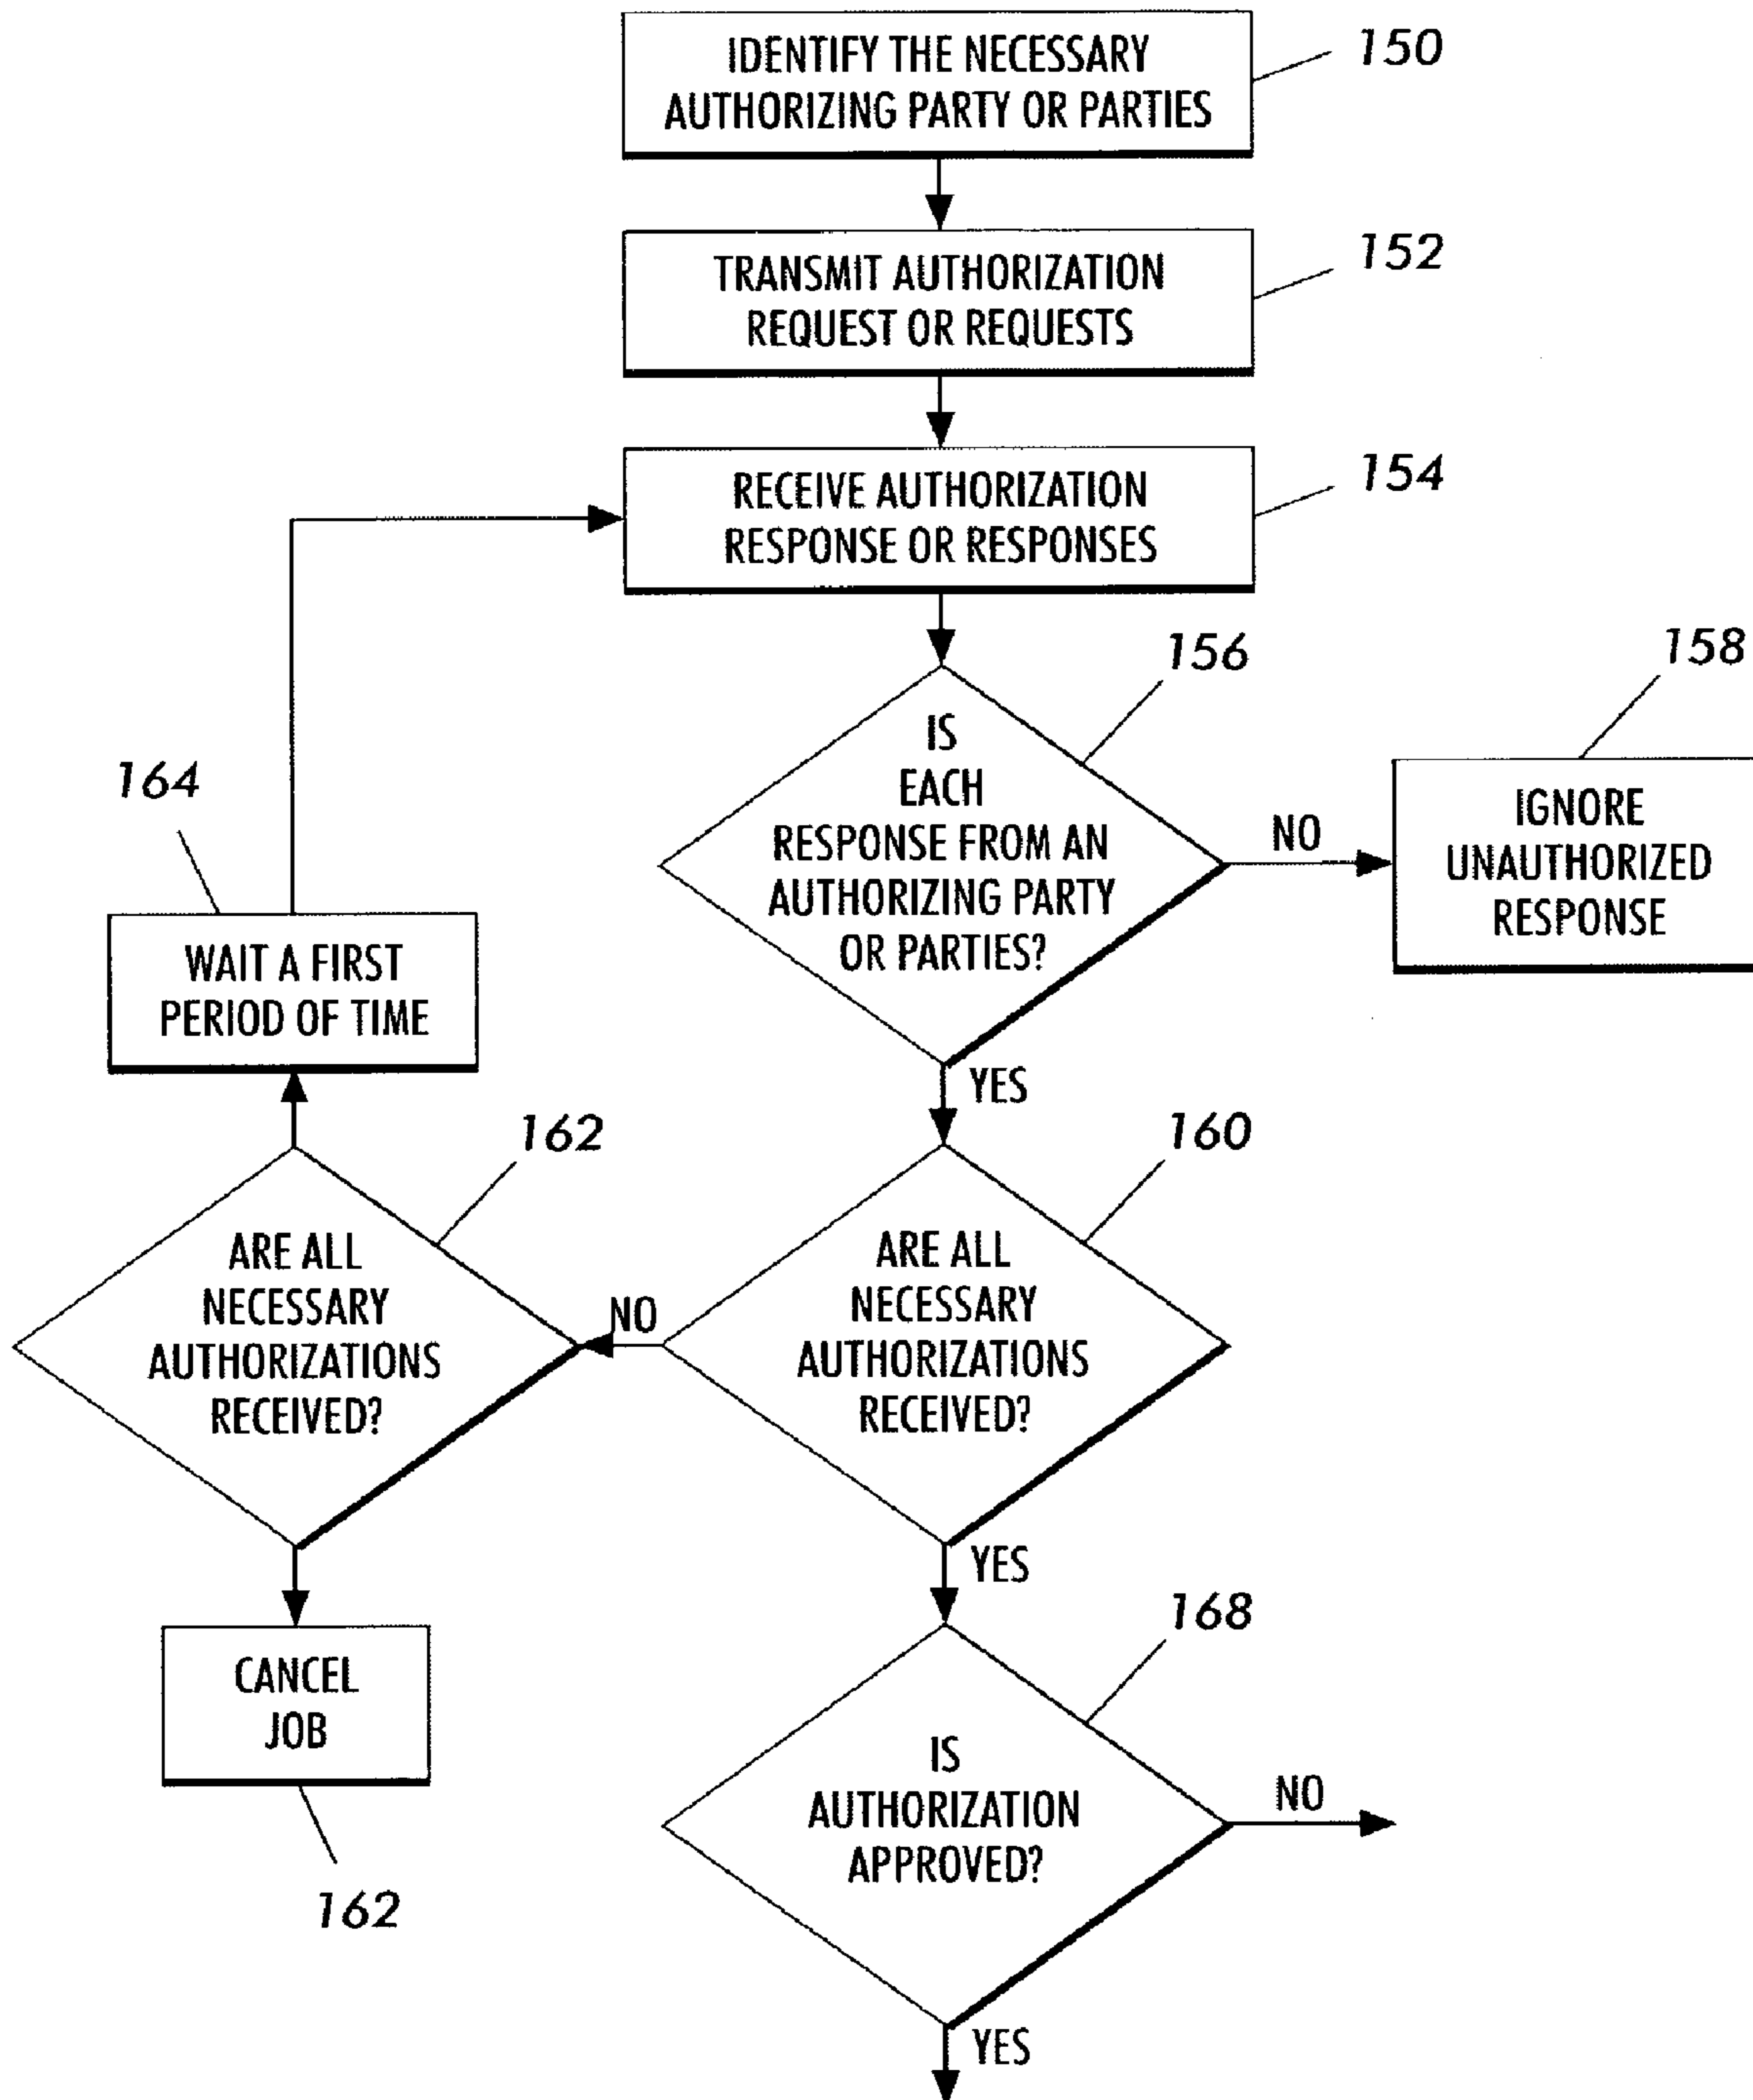 IDENTIFY THE NECESSARY
AUTHORIZING PARTY OR PARTIES
150
TRANSMIT AUTHORIZATION
REQUEST OR REQUESTS
152
RECEIVE AUTHORIZATION
RESPONSE OR RESPONSES
154
IS
EACH
RESPONSE FROM AN
AUTHORIZING PARTY
OR PARTIES?
156
NO
IGNORE
UNAUTHORIZED
RESPONSE
158
YES
164
WAIT A FIRST
PERIOD OF TIME
162
ARE ALL
NECESSARY
AUTHORIZATIONS
RECEIVED?
NO
160
ARE ALL
NECESSARY
AUTHORIZATIONS
RECEIVED?
YES
CANCEL
JOB
162
168
IS
AUTHORIZATION
APPROVED?
NO
YES